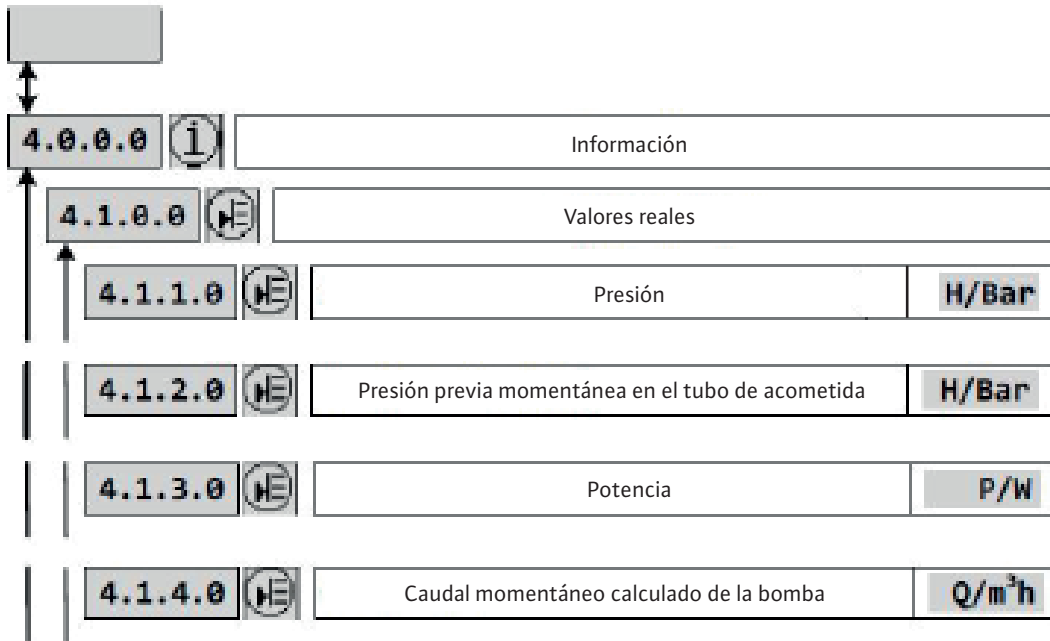 4.0.0.0 i Información
4.1.0.0 Valores reales
4.1.1.0 Presión H/Bar
4.1.2.0 Presión previa momentánea en el tubo de acometida H/Bar
4.1.3.0 Potencia P/W
4.1.4.0 Caudal momentáneo calculado de la bomba Q/m³h